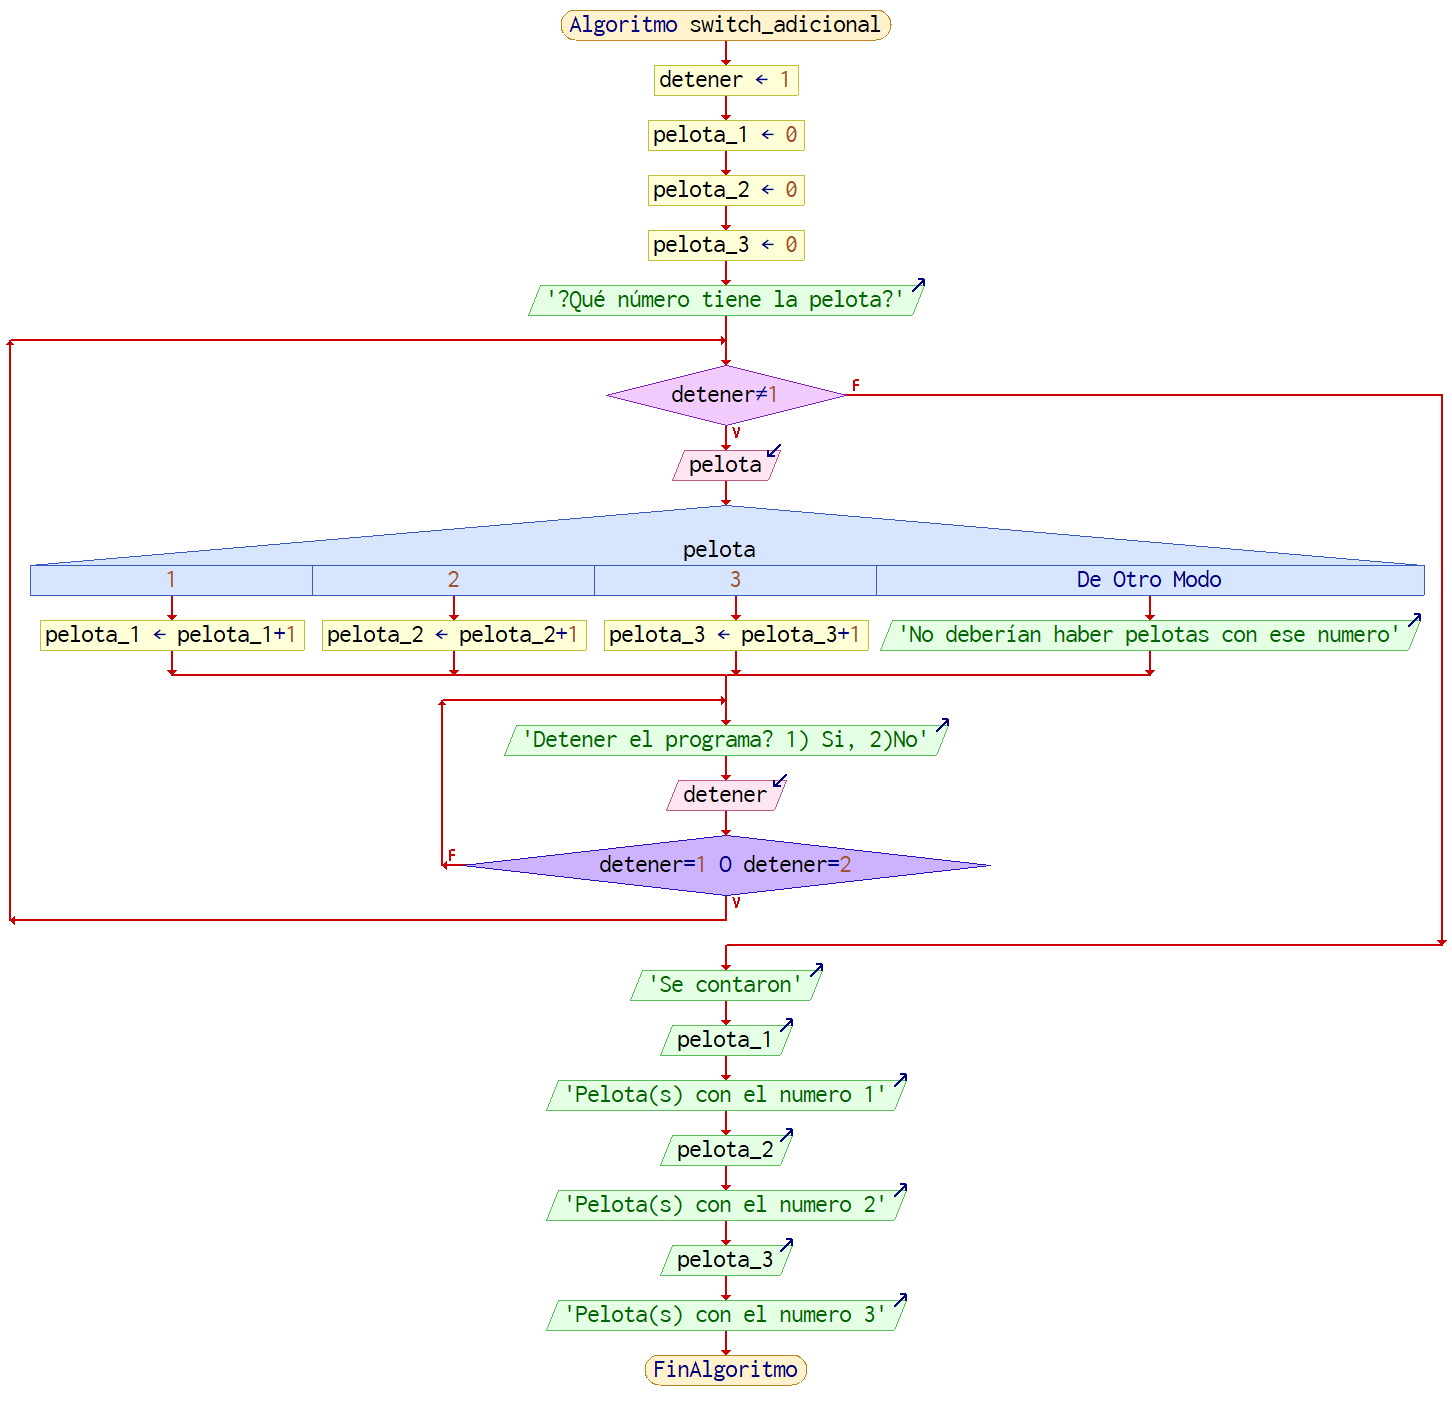 Algoritmo switch_adicional
detener ← 1
pelota_1 ← 0
pelota_2 ← 0
pelota_3 ← 0
'?Qué número tiene la pelota?'
detener≠1
F
V
pelota
pelota
1 2 3 De Otro Modo
pelota_1 ← pelota_1+1 pelota_2 ← pelota_2+1 pelota_3 ← pelota_3+1 'No deberían haber pelotas con ese numero'
'Detener el programa? 1) Si, 2)No'
detener
F
detener=1 O detener=2
V
'Se contaron'
pelota_1
'Pelota(s) con el numero 1'
pelota_2
'Pelota(s) con el numero 2'
pelota_3
'Pelota(s) con el numero 3'
FinAlgoritmo